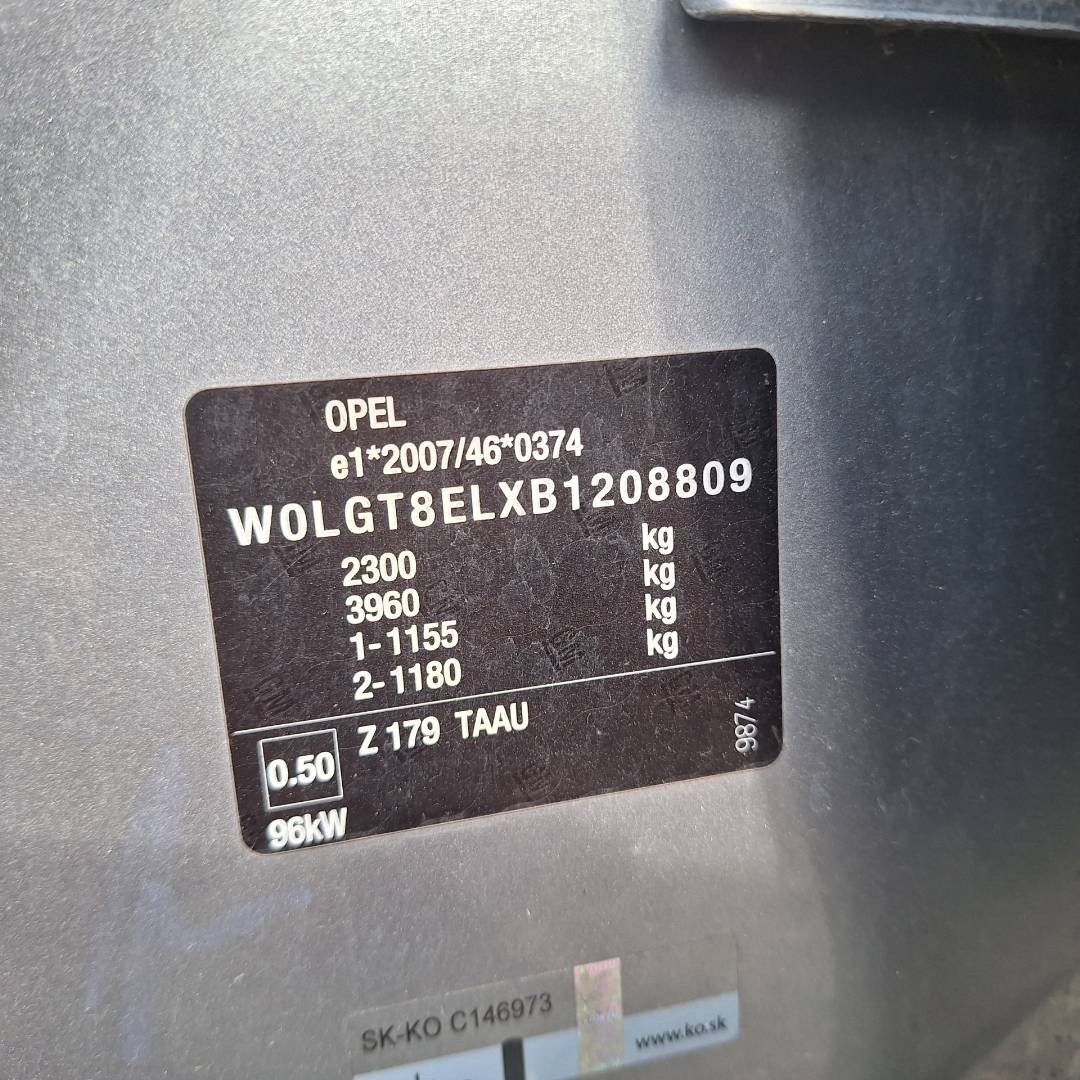 OPEL
e1*2007/46*0374
W0LGT8ELXB1208809
2300 kg
3960 kg
1-1155 kg
2-1180 kg
Z 179 TAAU
0.50
96kW
9874
SK-KO C146973
www.ko.sk